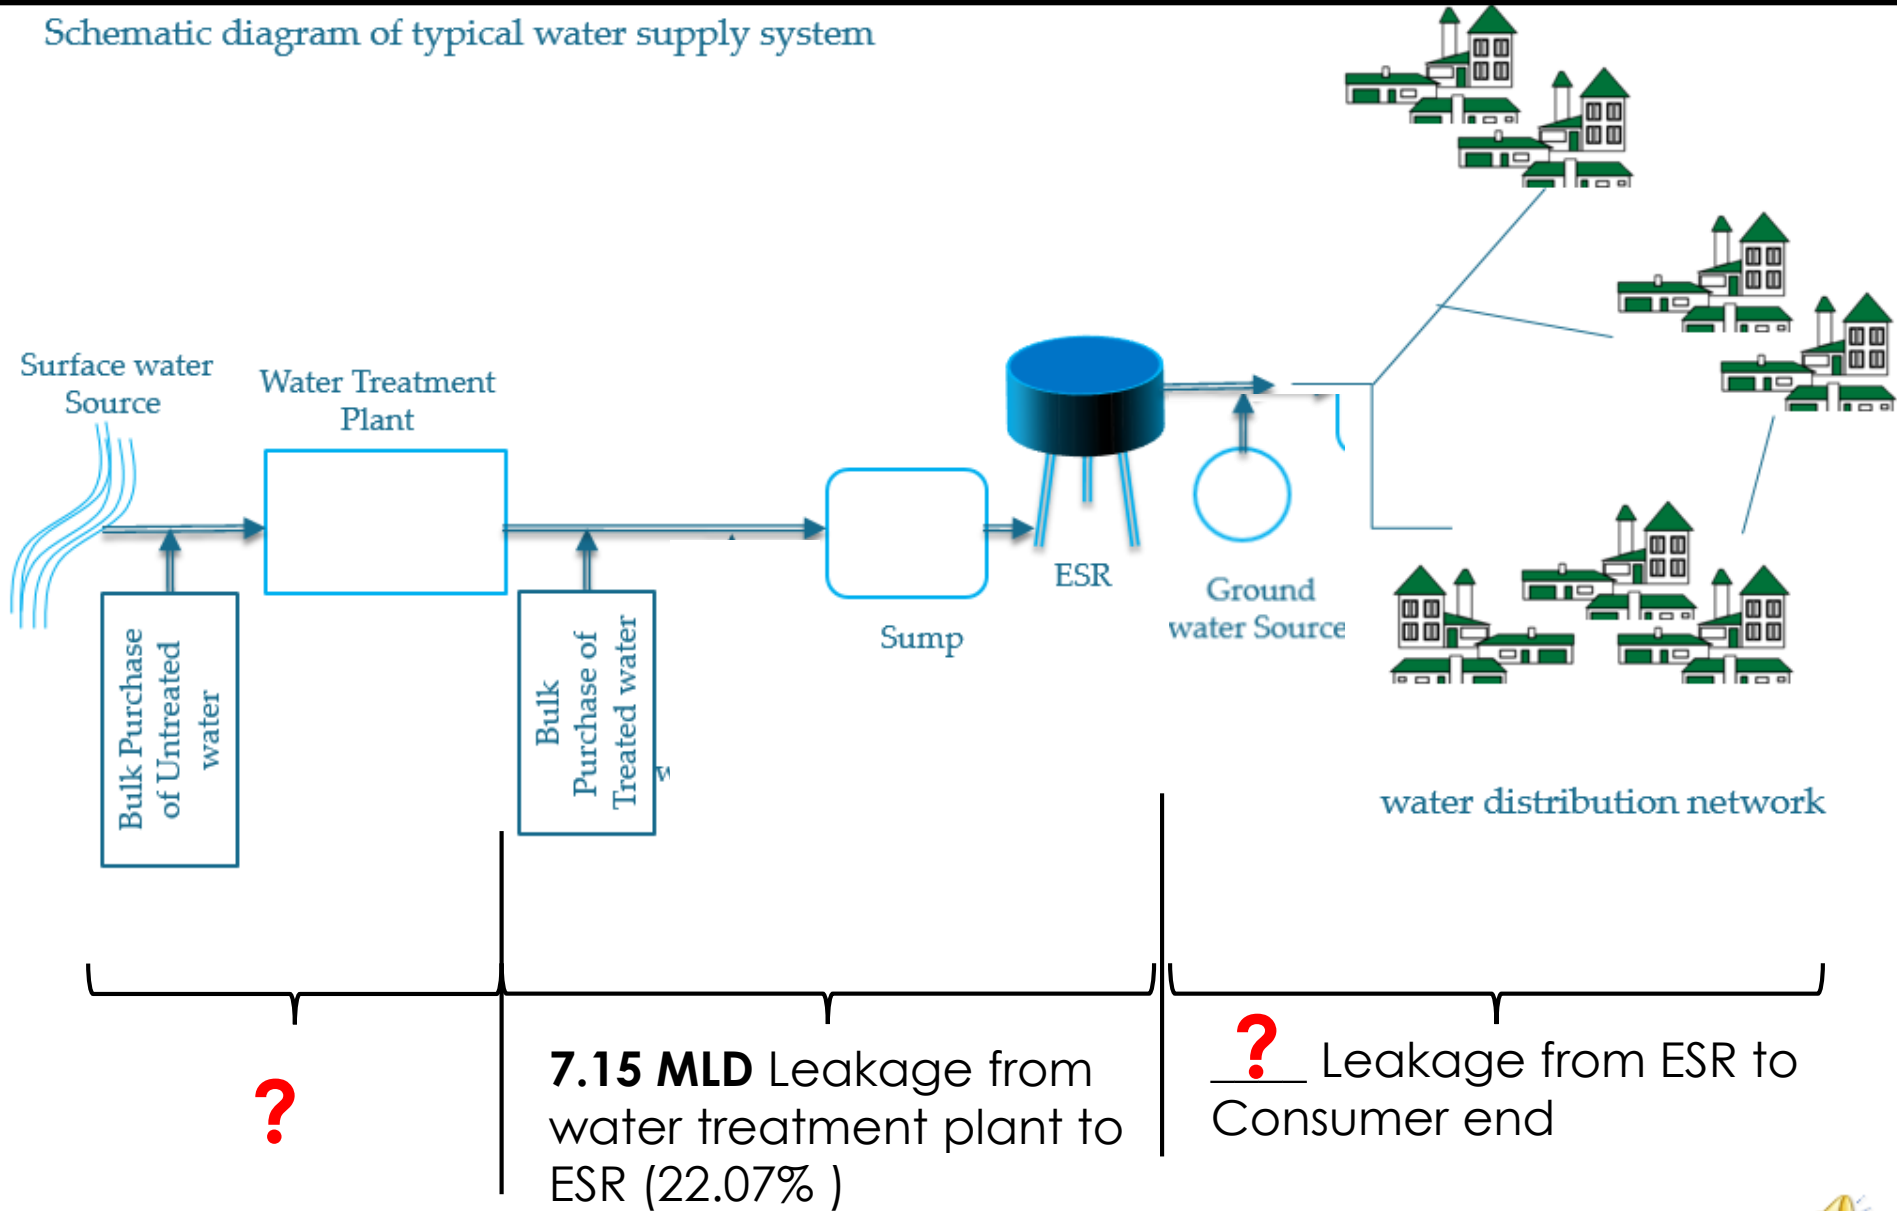 Schematic diagram of typical water supply system
Surface water
Source
Water Treatment
Plant
Bulk Purchase
of Untreated
water
Bulk
Purchase of
Treated water
w
Sump
ESR
Ground
water Source
water distribution network
?
7.15 MLD Leakage from
water treatment plant to
ESR (22.07% )
? Leakage from ESR to
Consumer end